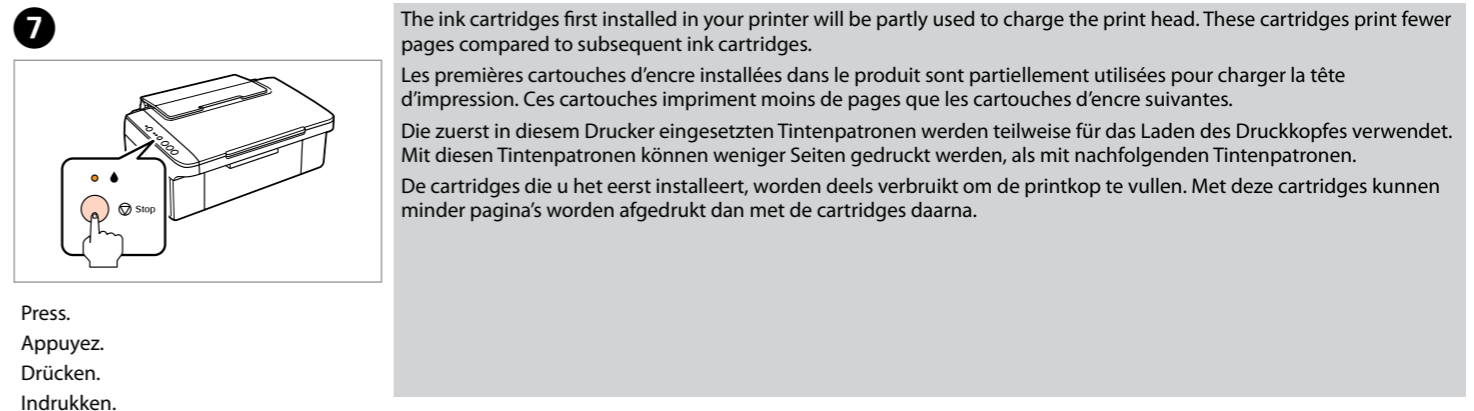 7
Stop
Press.
Appuyez.
Drücken.
Indrukken.
The ink cartridges first installed in your printer will be partly used to charge the print head. These cartridges print fewer
pages compared to subsequent ink cartridges.
Les premières cartouches d’encre installées dans le produit sont partiellement utilisées pour charger la tête
d’impression. Ces cartouches impriment moins de pages que les cartouches d’encre suivantes.
Die zuerst in diesem Drucker eingesetzten Tintenpatronen werden teilweise für das Laden des Druckkopfes verwendet.
Mit diesen Tintenpatronen können weniger Seiten gedruckt werden, als mit nachfolgenden Tintenpatronen.
De cartridges die u het eerst installeert, worden deels verbruikt om de printkop te vullen. Met deze cartridges kunnen
minder pagina’s worden afgedrukt dan met de cartridges daarna.